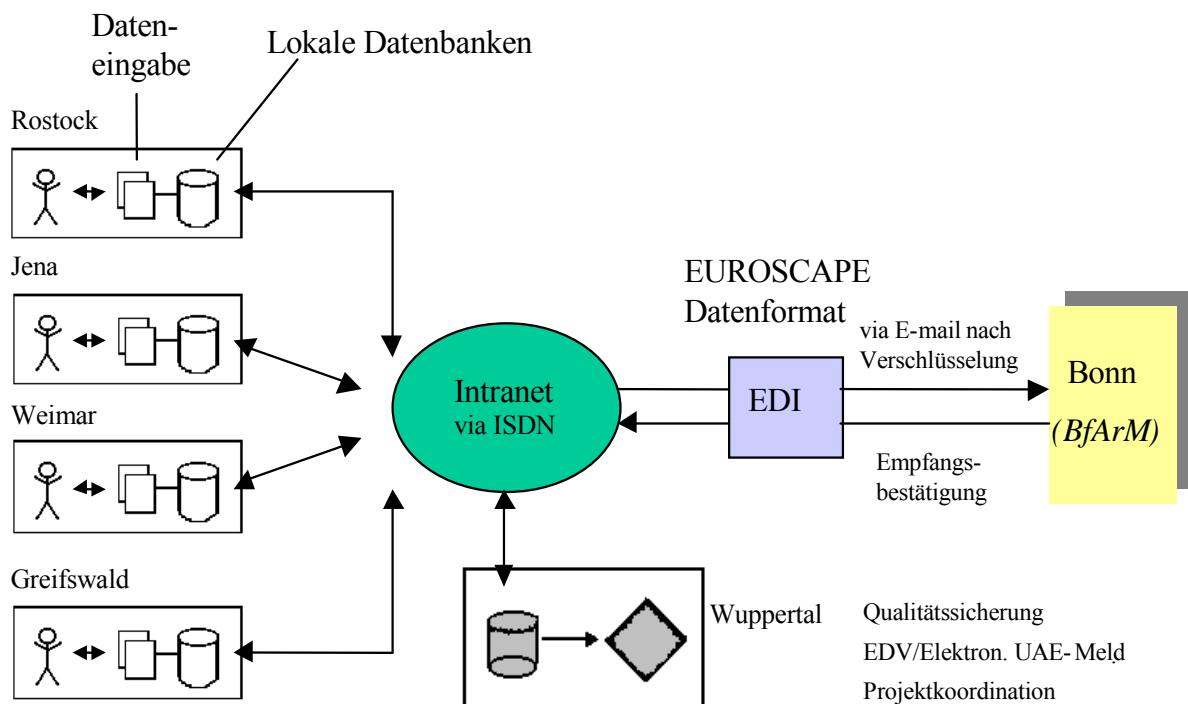 Daten-
eingabe
Lokale Datenbanken
Rostock
Jena
Weimar
Greifswald
Intranet
via ISDN
EUROSCAPE
Datenformat
EDI
via E-mail nach
Verschlüsselung
Empfangs-
bestätigung
Bonn
(BfArM)
Wuppertal
Qualitätssicherung
EDV/Elektron. UAE-Meld.
Projektkoordination